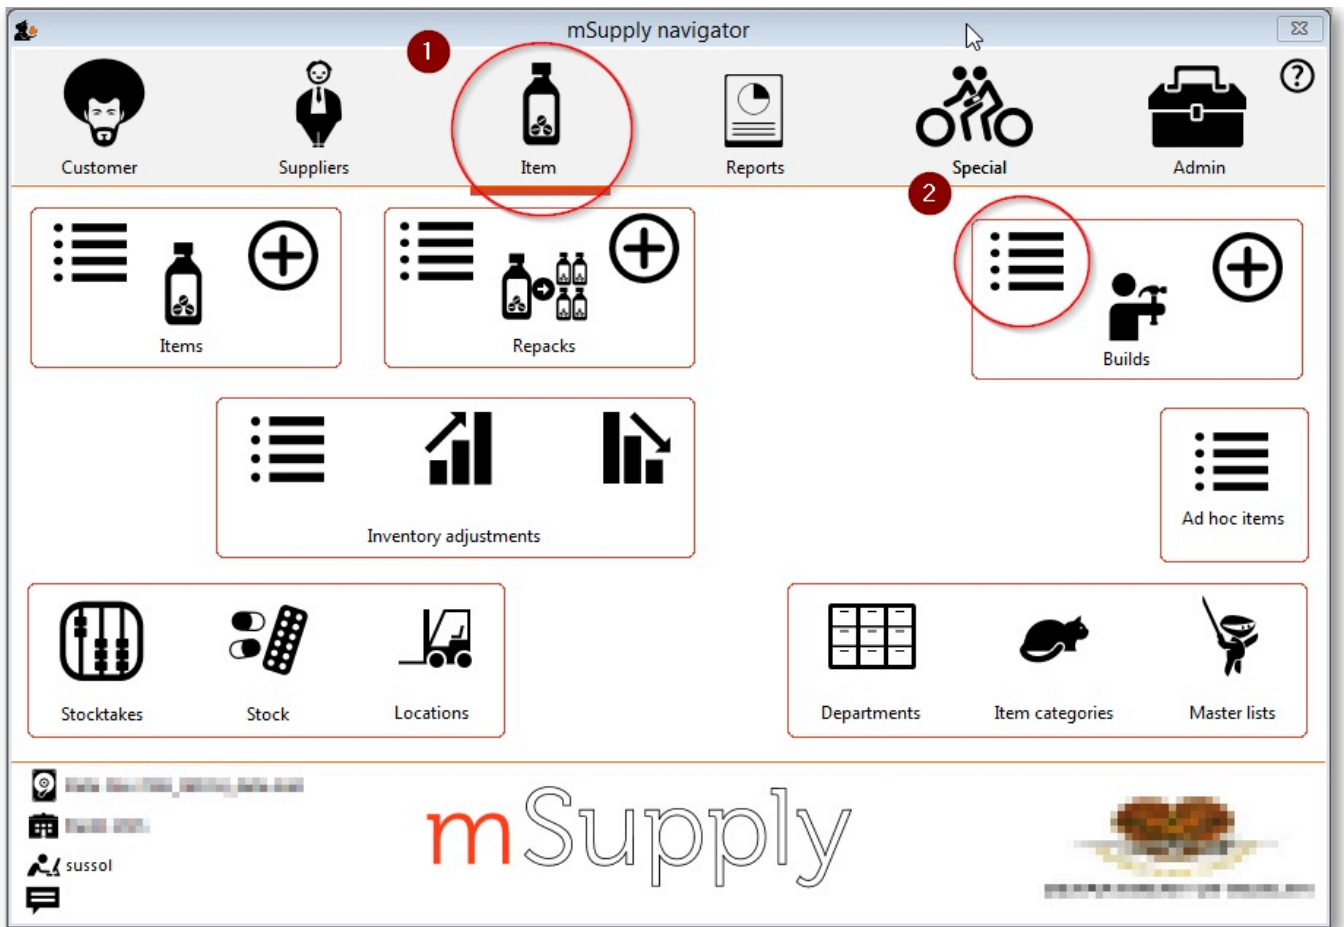 mSupply navigator
1
Customer
Suppliers
Item
Reports
Special
Admin
?
2
Items
Repacks
Builds
Inventory adjustments
Ad hoc items
Stocktakes
Stock
Locations
Departments
Item categories
Master lists
sussol
mSupply